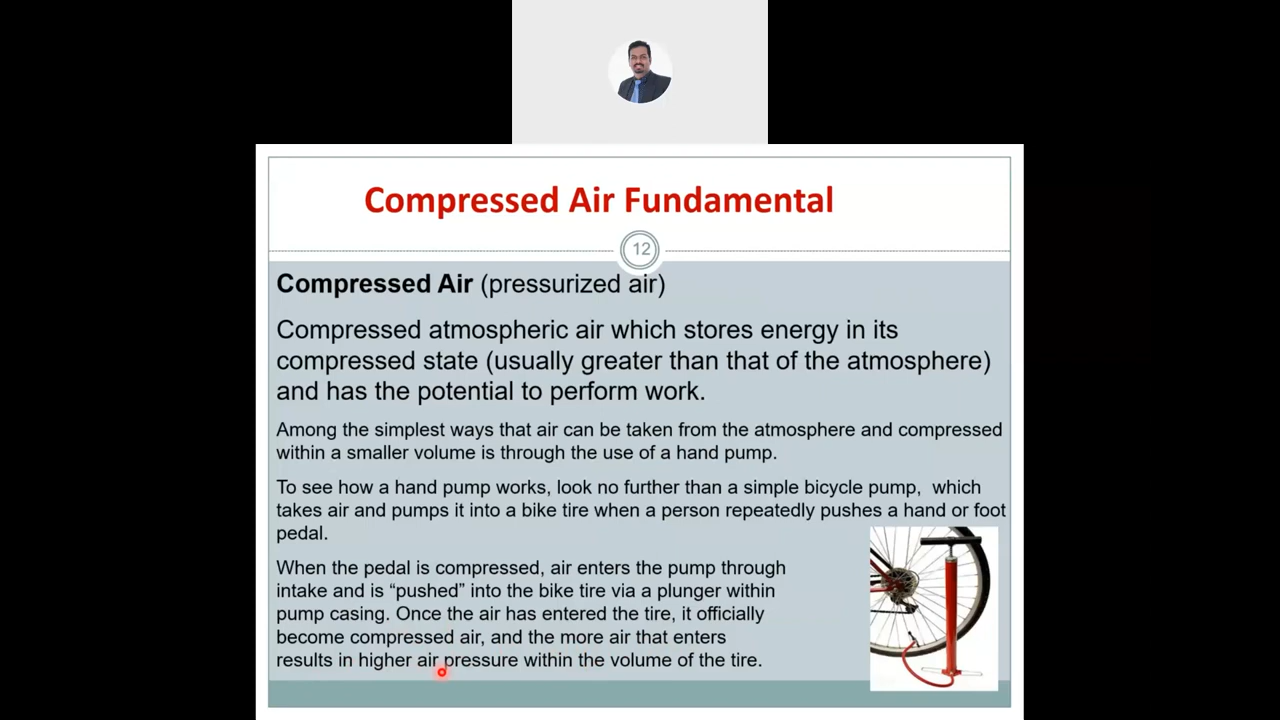 Compressed Air Fundamental
12
Compressed Air (pressurized air)
Compressed atmospheric air which stores energy in its
compressed state (usually greater than that of the atmosphere)
and has the potential to perform work.
Among the simplest ways that air can be taken from the atmosphere and compressed
within a smaller volume is through the use of a hand pump.
To see how a hand pump works, look no further than a simple bicycle pump,  which
takes air and pumps it into a bike tire when a person repeatedly pushes a hand or foot
pedal.
When the pedal is compressed, air enters the pump through
intake and is “pushed” into the bike tire via a plunger within
pump casing. Once the air has entered the tire, it officially
become compressed air, and the more air that enters
results in higher air pressure within the volume of the tire.